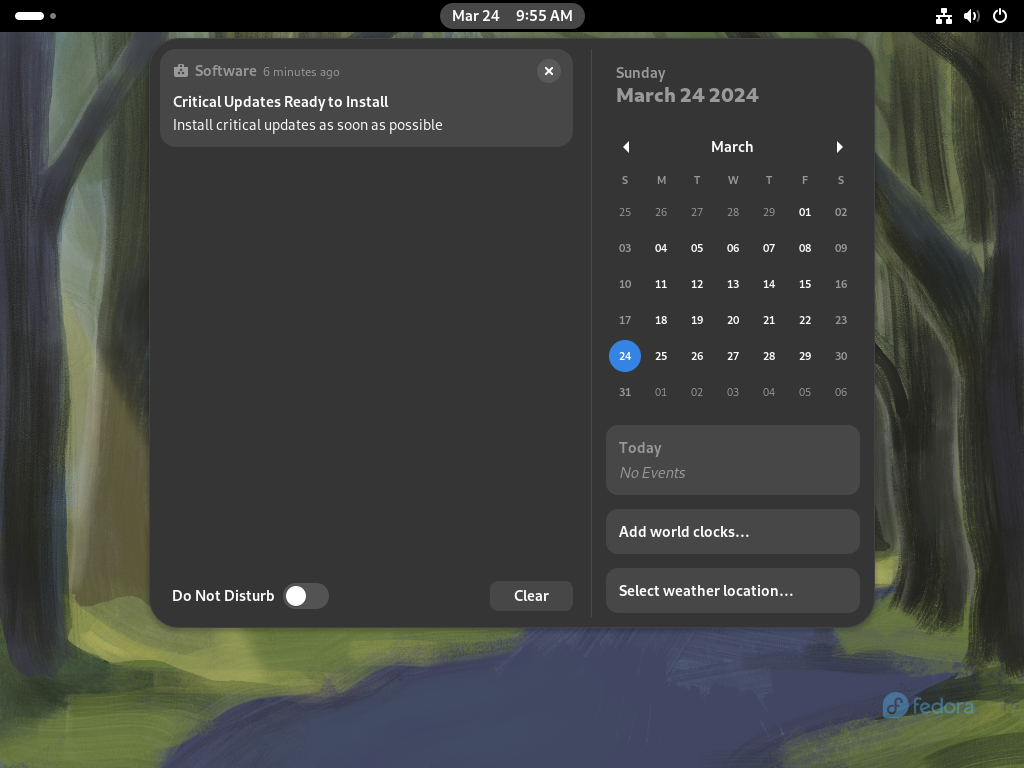 Mar 24 9:55 AM
Software 6 minutes ago
Critical Updates Ready to Install
Install critical updates as soon as possible
Do Not Disturb
Clear
Sunday
March 24 2024
March
S M T W T F S
25 26 27 28 29 01 02
03 04 05 06 07 08 09
10 11 12 13 14 15 16
17 18 19 20 21 22 23
24 25 26 27 28 29 30
31 01 02 03 04 05 06
Today
No Events
Add world clocks…
Select weather location…
fedora